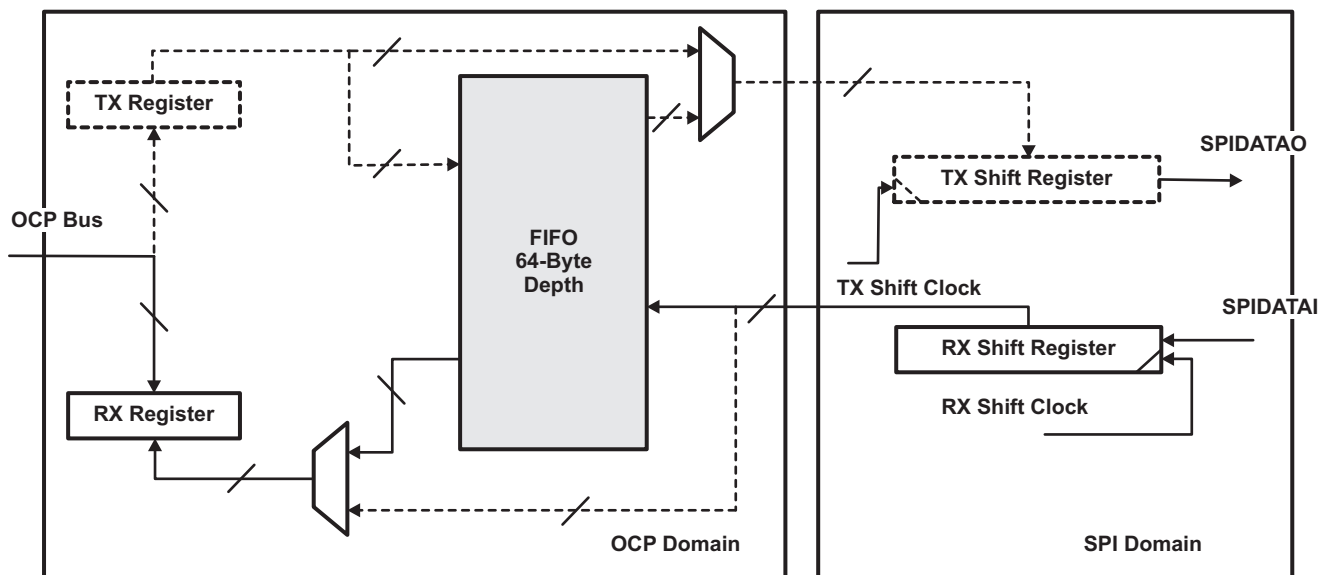 TX Register
SPIDATAO
TX Shift Register
OCP Bus
FIFO
64-Byte
Depth
TX Shift Clock
SPIDATAI
RX Shift Register
RX Register
RX Shift Clock
OCP Domain
SPI Domain